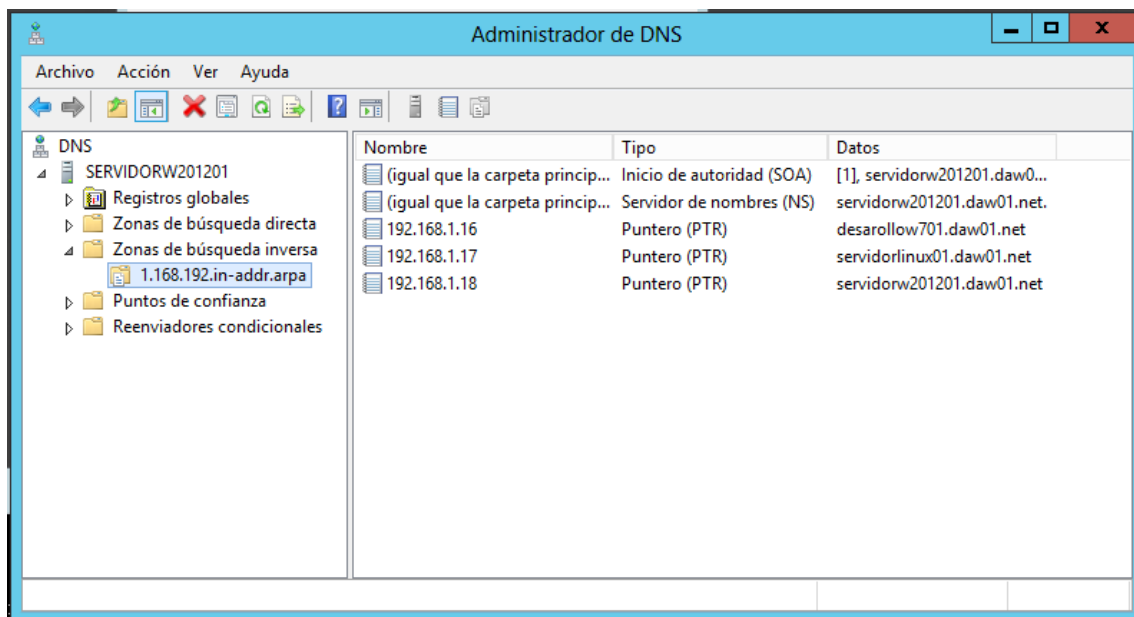 Administrador de DNS
Archivo Acción Ver Ayuda
DNS
SERVIDORW201201
Registros globales
Zonas de búsqueda directa
Zonas de búsqueda inversa
1.168.192.in-addr.arpa
Puntos de confianza
Reenviadores condicionales
Nombre Tipo Datos
(igual que la carpeta princip... Inicio de autoridad (SOA) [1], servidorw201201.daw0...
(igual que la carpeta princip... Servidor de nombres (NS) servidorw201201.daw01.net.
192.168.1.16 Puntero (PTR) desarollow701.daw01.net
192.168.1.17 Puntero (PTR) servidorlinux01.daw01.net
192.168.1.18 Puntero (PTR) servidorw201201.daw01.net